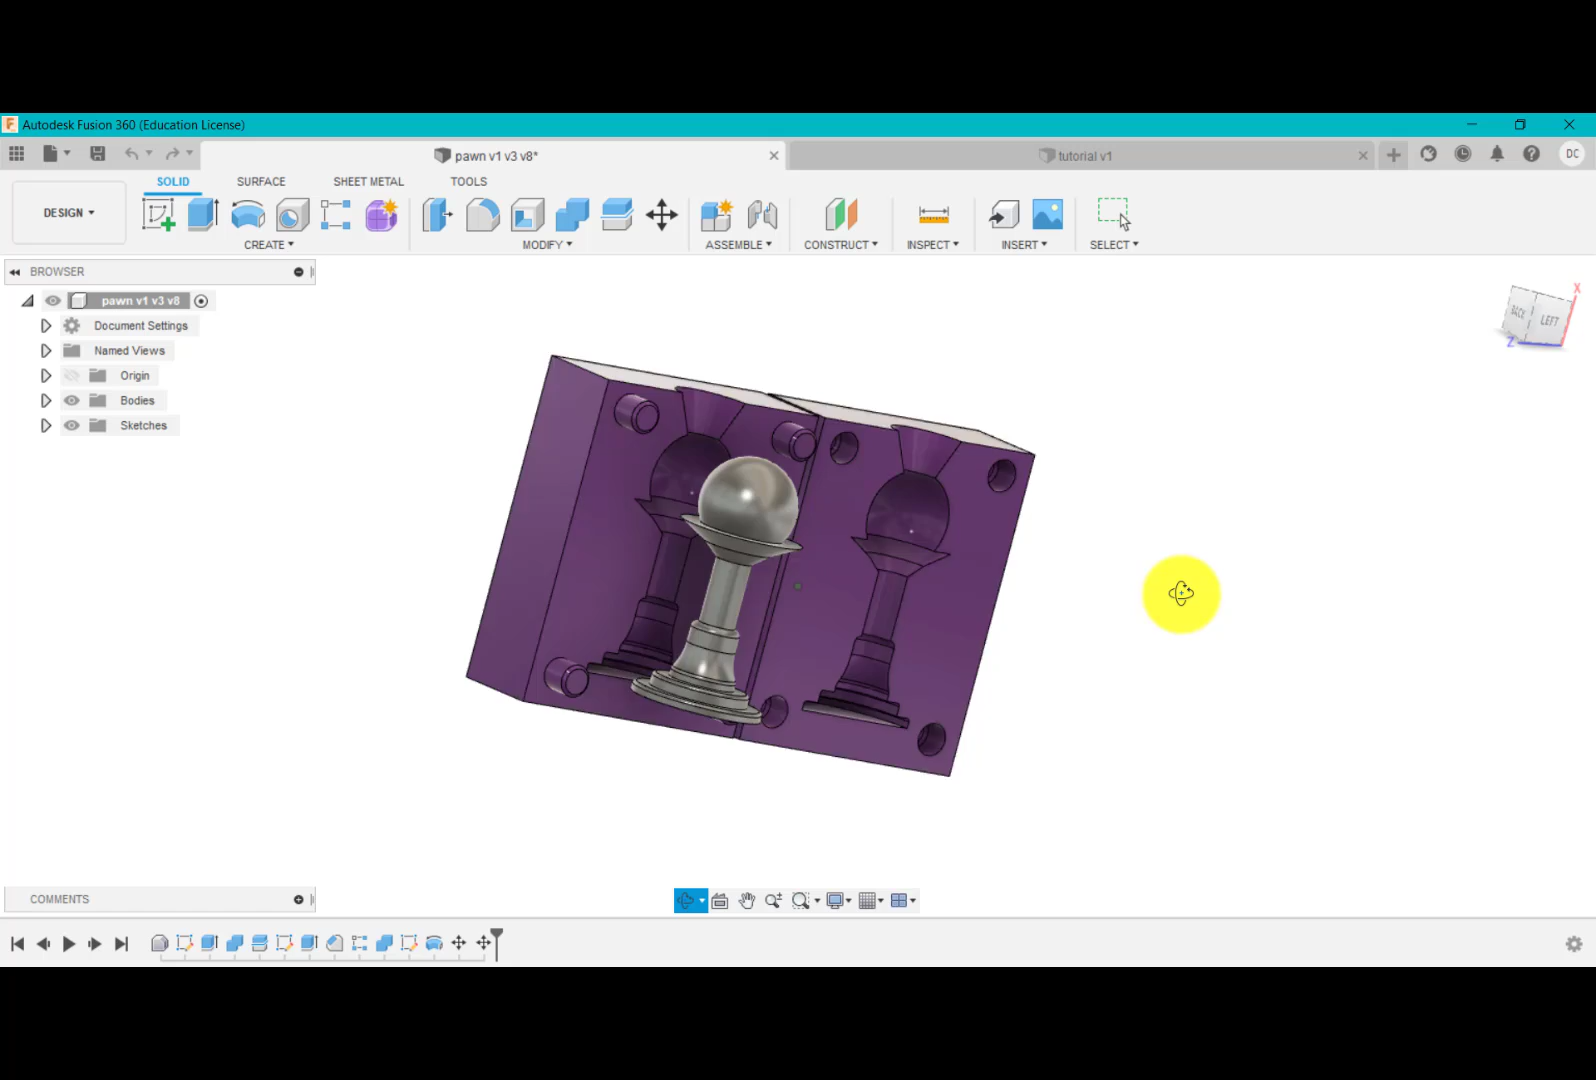 Autodesk Fusion 360 (Education License)
pawn v1 v3 v8*
tutorial v1
DC
DESIGN
SOLID
SURFACE
SHEET METAL
TOOLS
CREATE
MODIFY
ASSEMBLE
CONSTRUCT
INSPECT
INSERT
SELECT
BROWSER
pawn v1 v3 v8
Document Settings
Named Views
Origin
Bodies
Sketches
X
BACK
LEFT
Z
COMMENTS